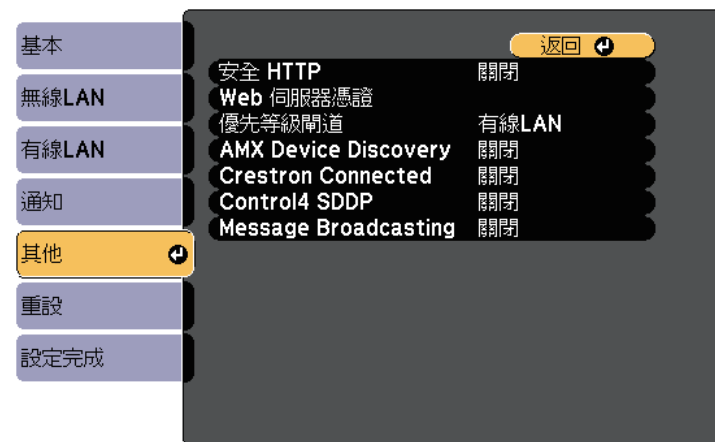 基本
無線LAN
有線LAN
通知
其他
重設
設定完成
返回
安全 HTTP 關閉
Web 伺服器憑證
優先等級閘道 有線LAN
AMX Device Discovery 關閉
Crestron Connected 關閉
Control4 SDDP 關閉
Message Broadcasting 關閉